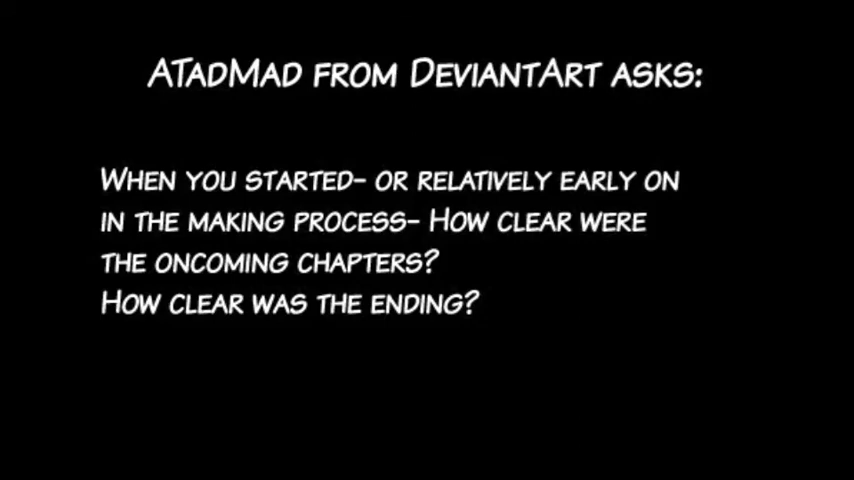 ATadMad from DeviantArt asks:
When you started- or relatively early on
in the making process- How clear were
the oncoming chapters?
How clear was the ending?